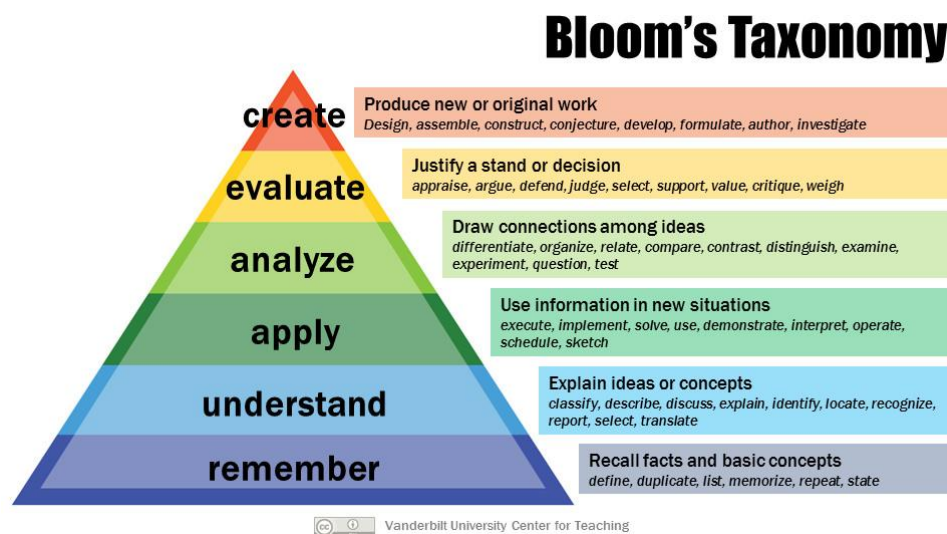 Bloom's Taxonomy
create
Produce new or original work
Design, assemble, construct, conjecture, develop, formulate, author, investigate
evaluate
Justify a stand or decision
appraise, argue, defend, judge, select, support, value, critique, weigh
analyze
Draw connections among ideas
differentiate, organize, relate, compare, contrast, distinguish, examine,
experiment, question, test
apply
Use information in new situations
execute, implement, solve, use, demonstrate, interpret, operate,
schedule, sketch
understand
Explain ideas or concepts
classify, describe, discuss, explain, identify, locate, recognize,
report, select, translate
remember
Recall facts and basic concepts
define, duplicate, list, memorize, repeat, state
cc
Vanderbilt University Center for Teaching